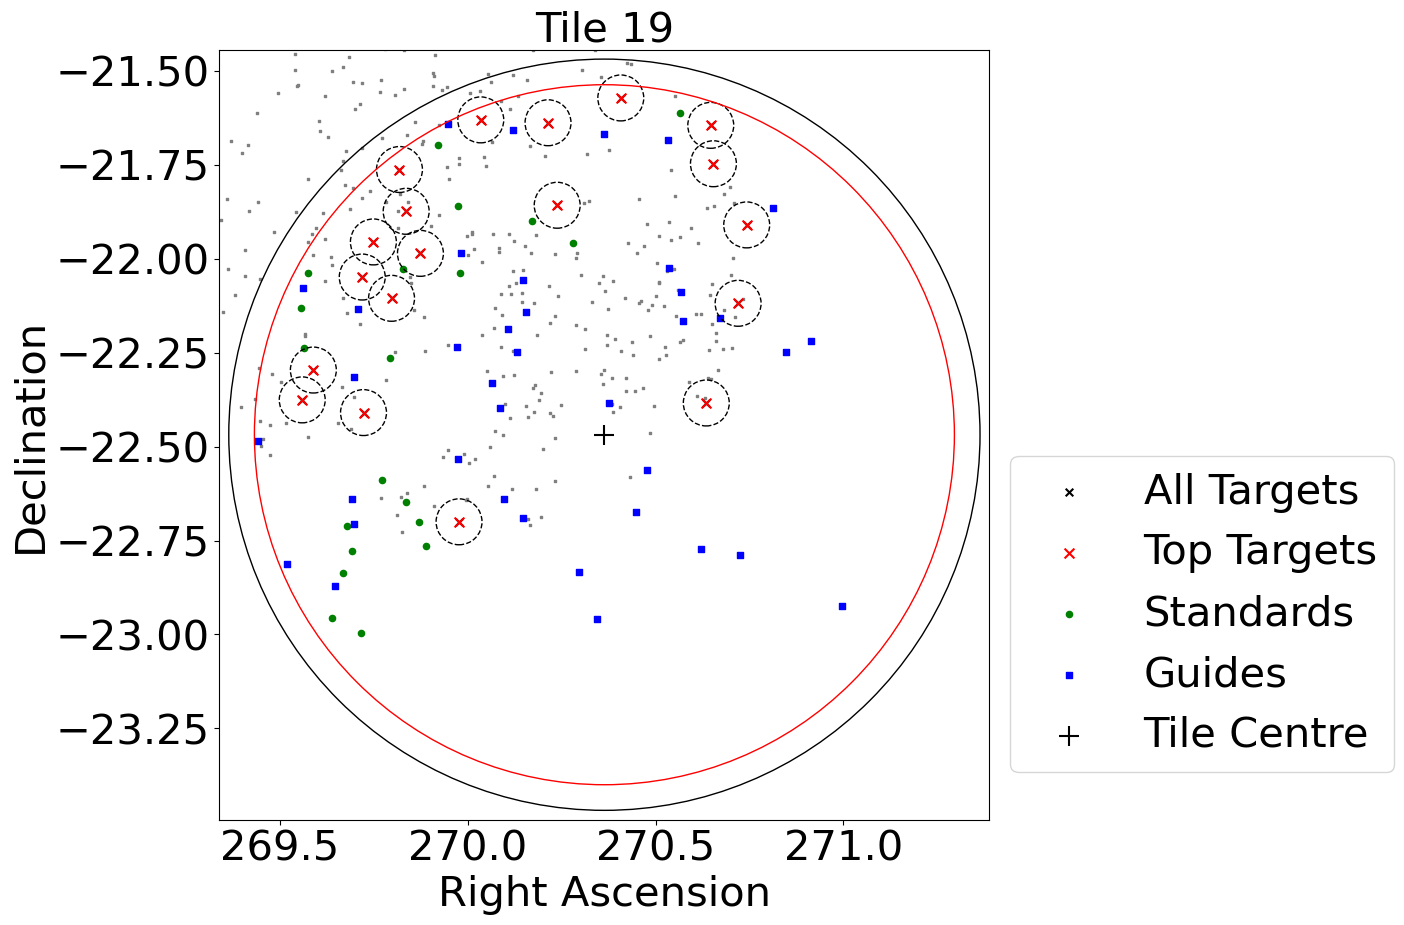 Tile 19
−21.50
−21.75
−22.00
−22.25
−22.50
−22.75
−23.00
−23.25
Declination
269.5 270.0 270.5 271.0
Right Ascension
All Targets
Top Targets
Standards
Guides
Tile Centre